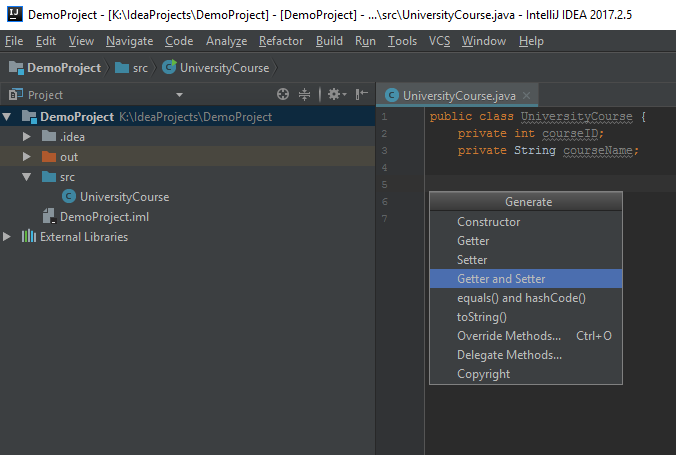 DemoProject - [K:\IdeaProjects\DemoProject] - [DemoProject] - ...\src\UniversityCourse.java - IntelliJ IDEA 2017.2.5
File Edit View Navigate Code Analyze Refactor Build Run Tools VCS Window Help
DemoProject src UniversityCourse
Project
DemoProject K:\IdeaProjects\DemoProject
.idea
out
src
UniversityCourse
DemoProject.iml
External Libraries
UniversityCourse.java
1 public class UniversityCourse {
2 private int courseID;
3 private String courseName;
4
5
6
7
Generate
Constructor
Getter
Setter
Getter and Setter
equals() and hashCode()
toString()
Override Methods... Ctrl+O
Delegate Methods...
Copyright